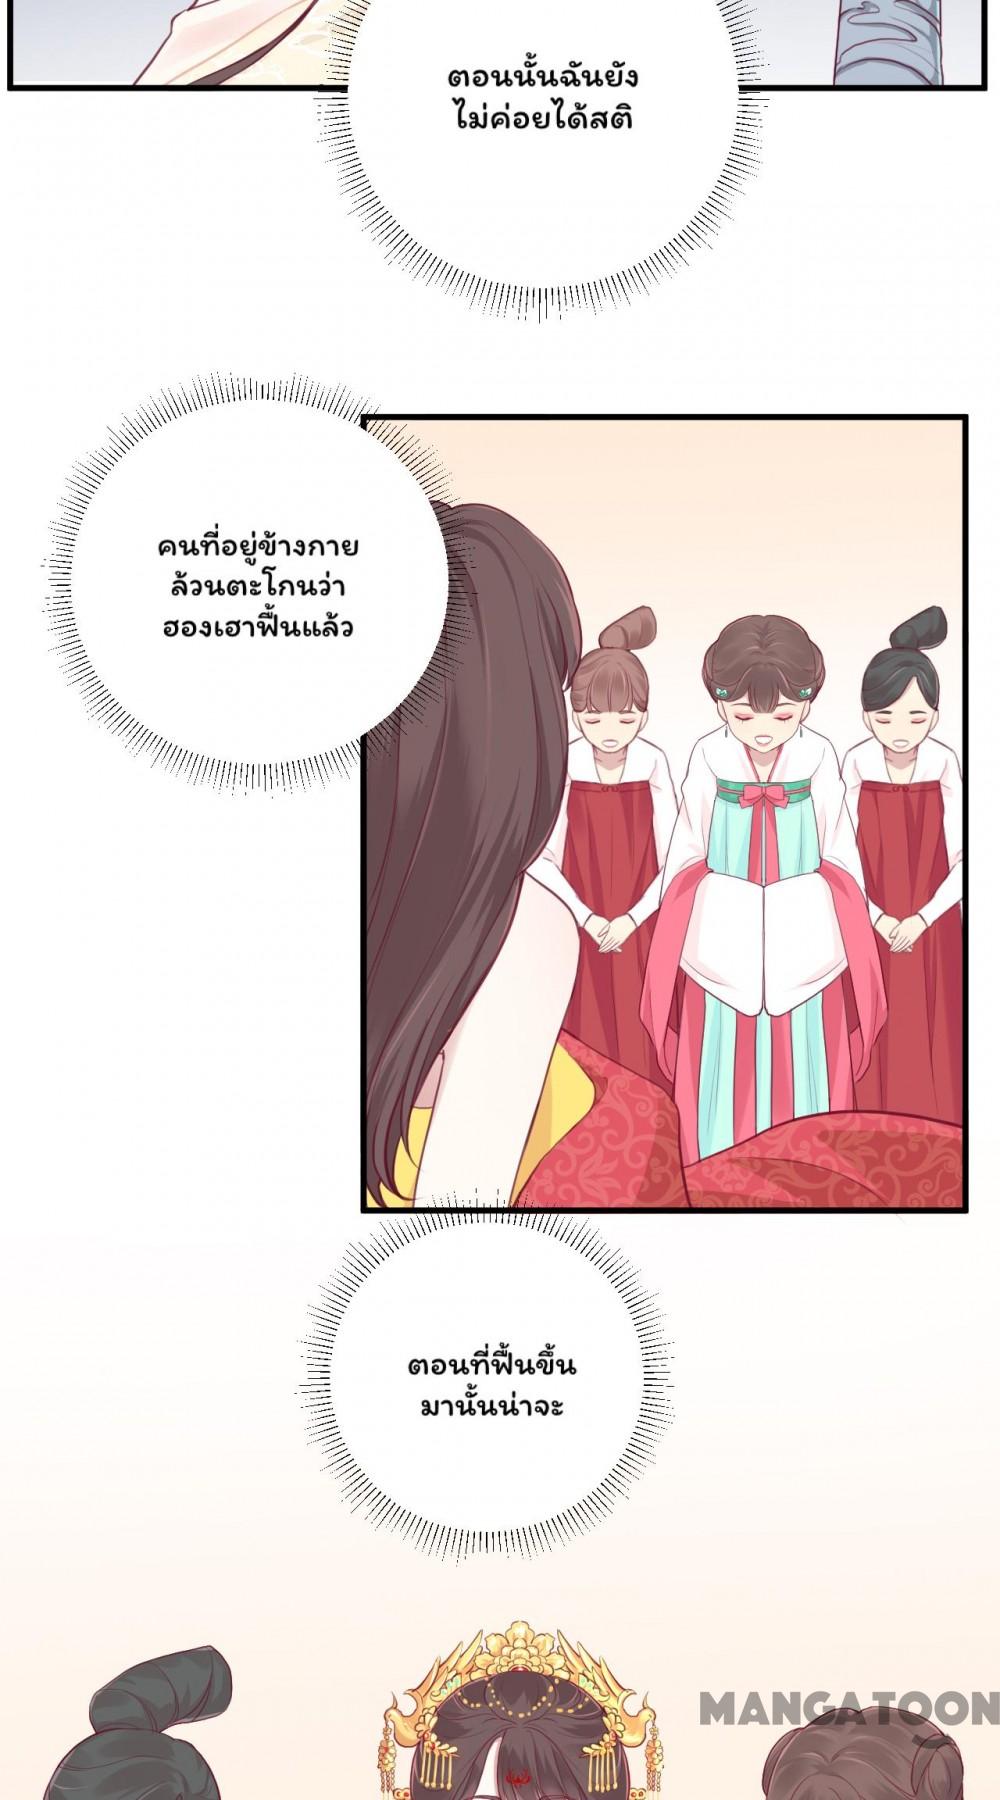 ตอนนั้นฉันยัง
ไม่ค่อยได้สติ
คนที่อยู่ข้างกาย
ล้วนตะโกนว่า
ฮองเฮาฟื้นแล้ว
ตอนที่ฟื้นขึ้น
มานั้นน่าจะ
MANGATOON